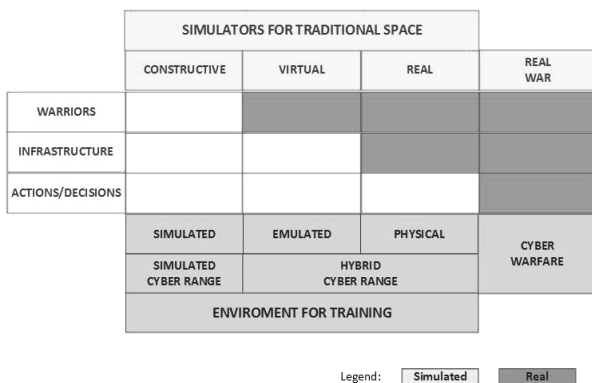 SIMULATORS FOR TRADITIONAL SPACE
CONSTRUCTIVE VIRTUAL REAL REAL
WAR
WARRIORS
INFRASTRUCTURE
ACTIONS/DECISIONS
SIMULATED EMULATED PHYSICAL CYBER
WARFARE
SIMULATED HYBRID
CYBER RANGE CYBER RANGE
ENVIROMENT FOR TRAINING
Legend: Simulated Real